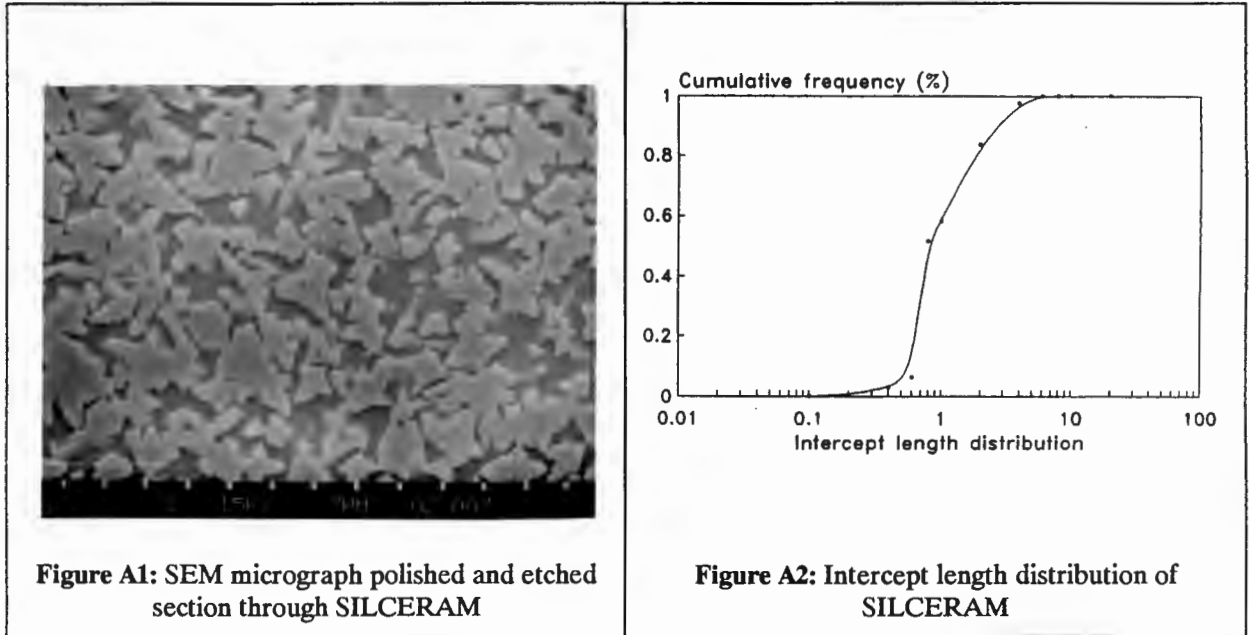 Figure A1: SEM micrograph polished and etched
section through SILCERAM
Cumulative frequency (%)
1
0.8
0.6
0.4
0.2
0
0.01
0.1
1
10
100
Intercept length distribution
Figure A2: Intercept length distribution of
SILCERAM